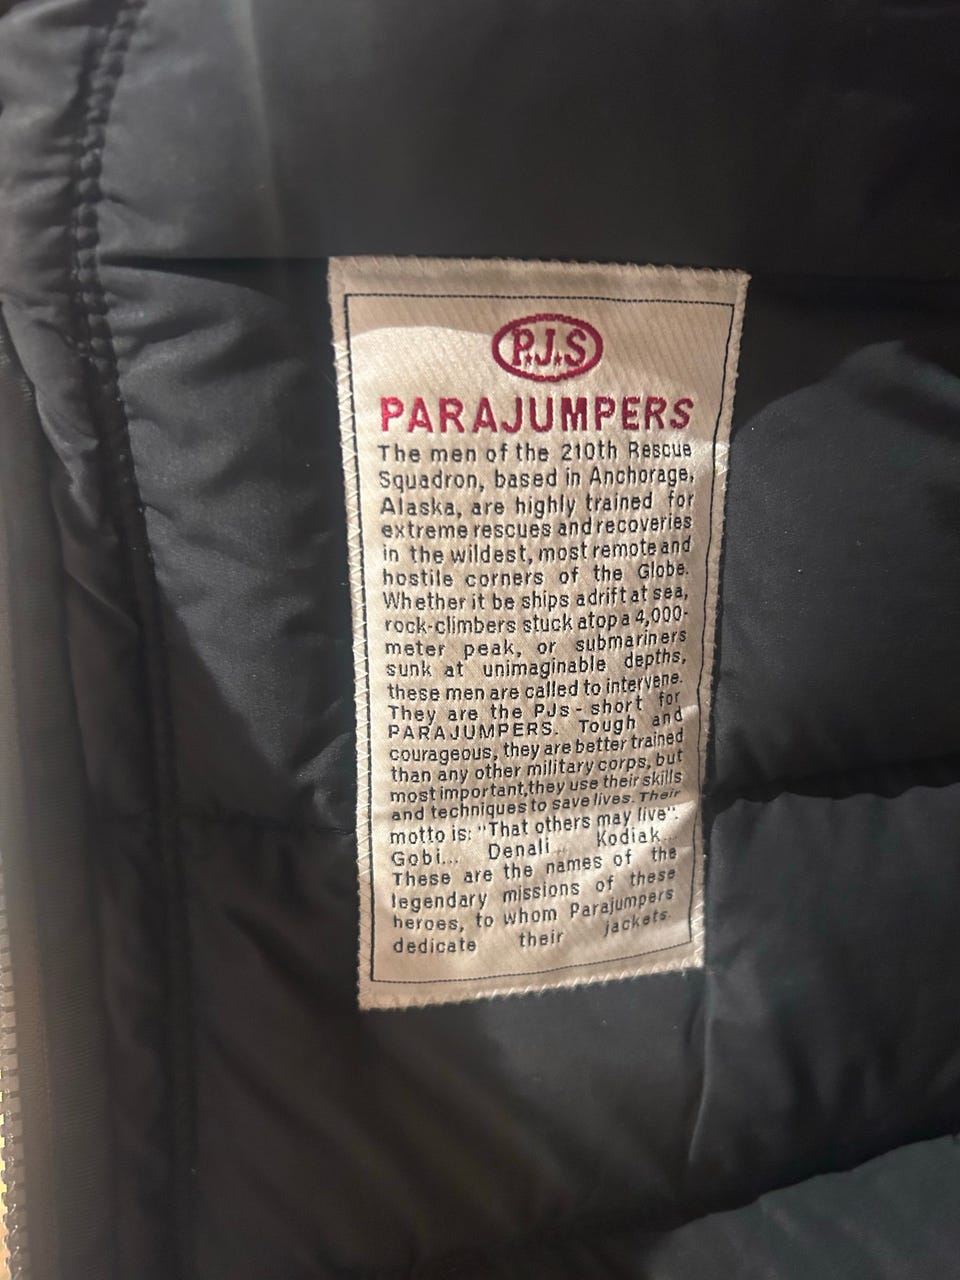 P.J.S
PARAJUMPERS
The men of the 210th Rescue
Squadron, based in Anchorage,
Alaska, are highly trained for
extreme rescues and recoveries
in the wildest, most remote and
hostile corners of the Globe.
Whether it be ships adrift at sea,
rock-climbers stuck atop a 4,000-
meter peak, or submariners
sunk at unimaginable depths,
these men are called to intervene.
They are the PJs - short for
PARAJUMPERS. Tough and
courageous, they are better trained
than any other military corps, but
most important,they use their skills
and techniques to save lives. Their
motto is: "That others may live".
Gobi... Denali... Kodiak...
These are the names of the
legendary missions of these
heroes, to whom Parajumpers
dedicate their jackets.